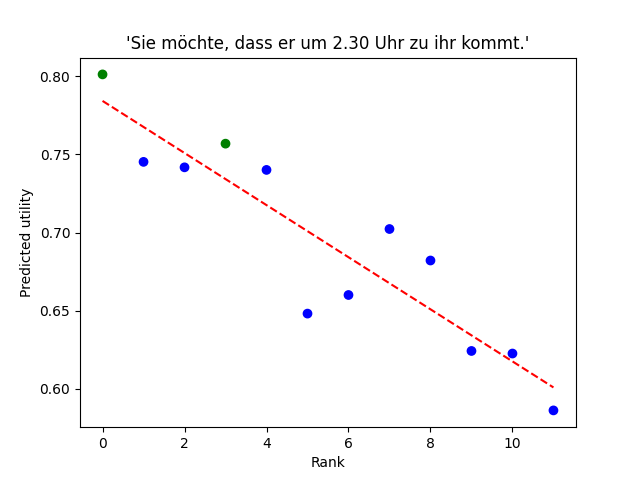 'Sie möchte, dass er um 2.30 Uhr zu ihr kommt.'
0.80
0.75
0.70
0.65
0.60
Predicted utility
0 2 4 6 8 10
Rank